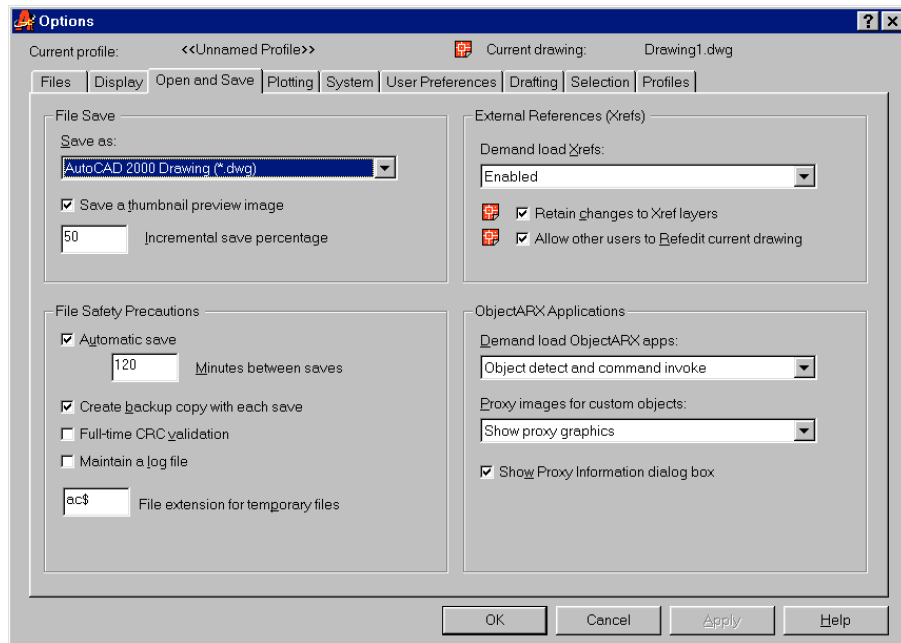 Options
Current profile: <<Unnamed Profile>> Current drawing: Drawing1.dwg
Files Display Open and Save Plotting System User Preferences Drafting Selection Profiles
File Save
Save as:
AutoCAD 2000 Drawing (*.dwg)
Save a thumbnail preview image
50 Incremental save percentage
External References (Xrefs)
Demand load Xrefs:
Enabled
Retain changes to Xref layers
Allow other users to Refedit current drawing
File Safety Precautions
Automatic save
120 Minutes between saves
Create backup copy with each save
Full-time CRC validation
Maintain a log file
ac$ File extension for temporary files
ObjectARX Applications
Demand load ObjectARX apps:
Object detect and command invoke
Proxy images for custom objects:
Show proxy graphics
Show Proxy Information dialog box
OK Cancel Apply Help